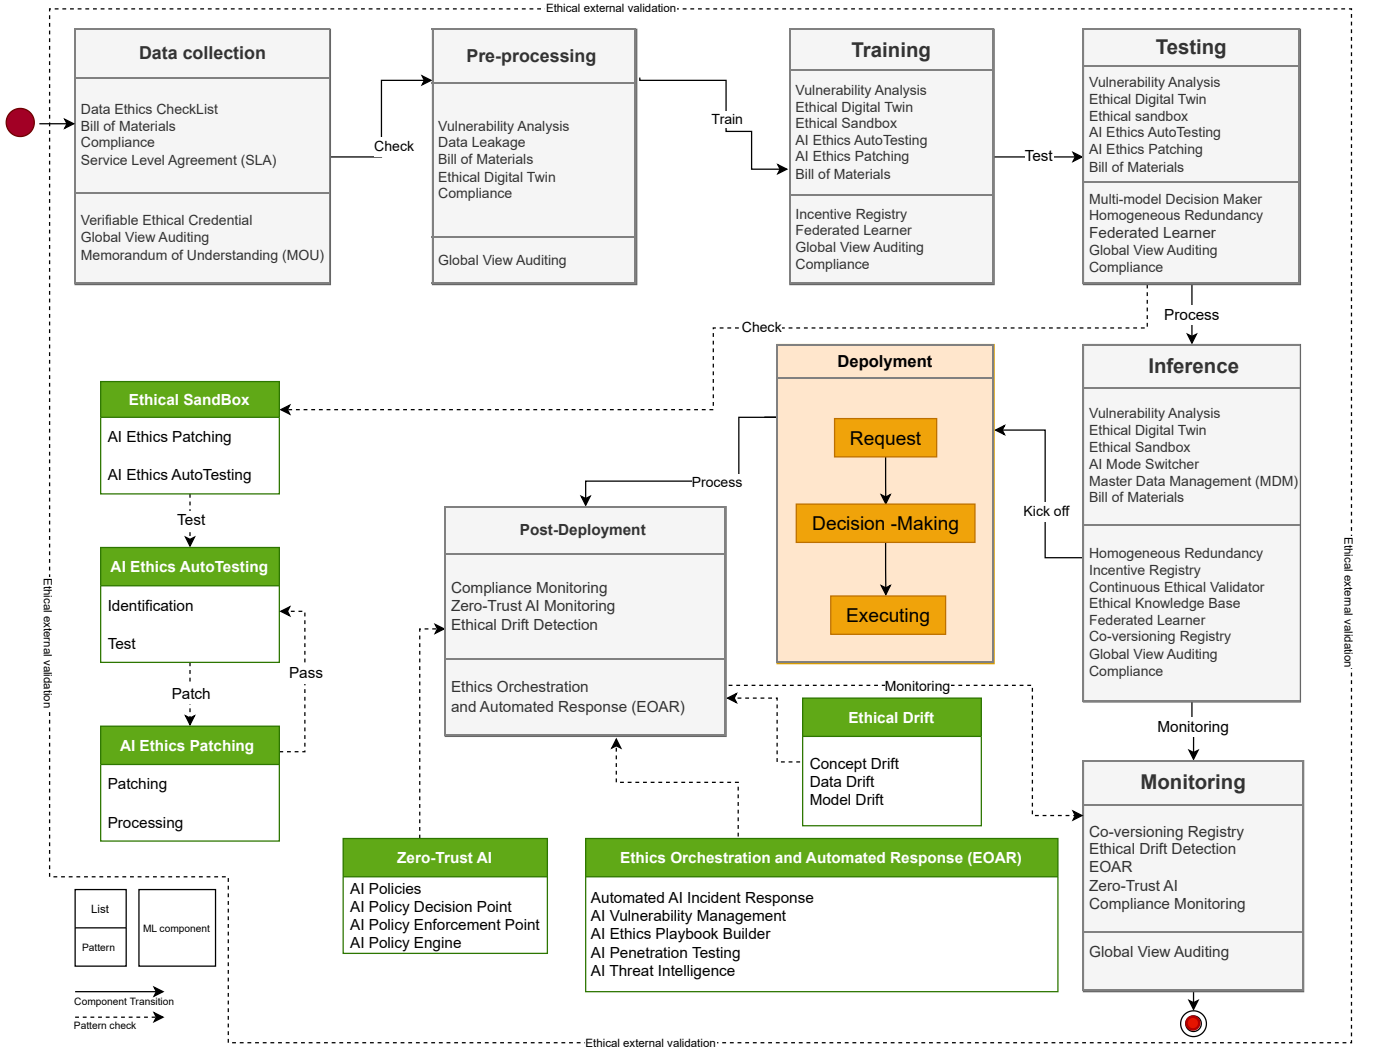 Ethical external validation
Data collection
Data Ethics CheckList
Bill of Materials
Compliance
Service Level Agreement (SLA)
Verifiable Ethical Credential
Global View Auditing
Memorandum of Understanding (MOU)
Check
Pre-processing
Vulnerability Analysis
Data Leakage
Bill of Materials
Ethical Digital Twin
Compliance
Global View Auditing
Train
Training
Vulnerability Analysis
Ethical Digital Twin
Ethical Sandbox
AI Ethics AutoTesting
AI Ethics Patching
Bill of Materials
Incentive Registry
Federated Learner
Global View Auditing
Compliance
Test
Testing
Vulnerability Analysis
Ethical Digital Twin
Ethical sandbox
AI Ethics AutoTesting
AI Ethics Patching
Bill of Materials
Multi-model Decision Maker
Homogeneous Redundancy
Federated Learner
Global View Auditing
Compliance
Process
Check
Inference
Vulnerability Analysis
Ethical Digital Twin
Ethical Sandbox
AI Mode Switcher
Master Data Management (MDM)
Bill of Materials
Homogeneous Redundancy
Incentive Registry
Continuous Ethical Validator
Ethical Knowledge Base
Federated Learner
Co-versioning Registry
Global View Auditing
Compliance
Kick off
Depolyment
Request
Decision -Making
Executing
Process
Post-Deployment
Compliance Monitoring
Zero-Trust AI Monitoring
Ethical Drift Detection
Ethics Orchestration
and Automated Response (EOAR)
Monitoring
Ethical SandBox
AI Ethics Patching
AI Ethics AutoTesting
Test
AI Ethics AutoTesting
Identification
Test
Patch
Pass
AI Ethics Patching
Patching
Processing
Ethical external validation
Ethical external validation
Ethical Drift
Concept Drift
Data Drift
Model Drift
Monitoring
Monitoring
Co-versioning Registry
Ethical Drift Detection
EOAR
Zero-Trust AI
Compliance Monitoring
Global View Auditing
Zero-Trust AI
AI Policies
AI Policy Decision Point
AI Policy Enforcement Point
AI Policy Engine
Ethics Orchestration and Automated Response (EOAR)
Automated AI Incident Response
AI Vulnerability Management
AI Ethics Playbook Builder
AI Penetration Testing
AI Threat Intelligence
List
Pattern
ML component
Component Transition
Pattern check
Ethical external validation